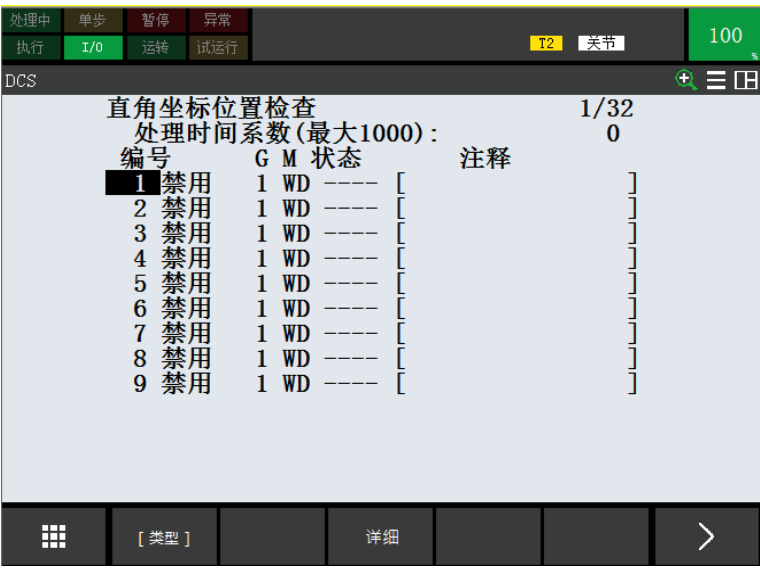 处理中 单步 暂停 异常
执行 I/O 运转 试运行
T2 关节 100 %
DCS
直角坐标位置检查 1/32
处理时间系数(最大1000): 0
编号 G M 状态 注释
1 禁用 1 WD ---- [ ]
2 禁用 1 WD ---- [ ]
3 禁用 1 WD ---- [ ]
4 禁用 1 WD ---- [ ]
5 禁用 1 WD ---- [ ]
6 禁用 1 WD ---- [ ]
7 禁用 1 WD ---- [ ]
8 禁用 1 WD ---- [ ]
9 禁用 1 WD ---- [ ]
[ 类型 ] 详细